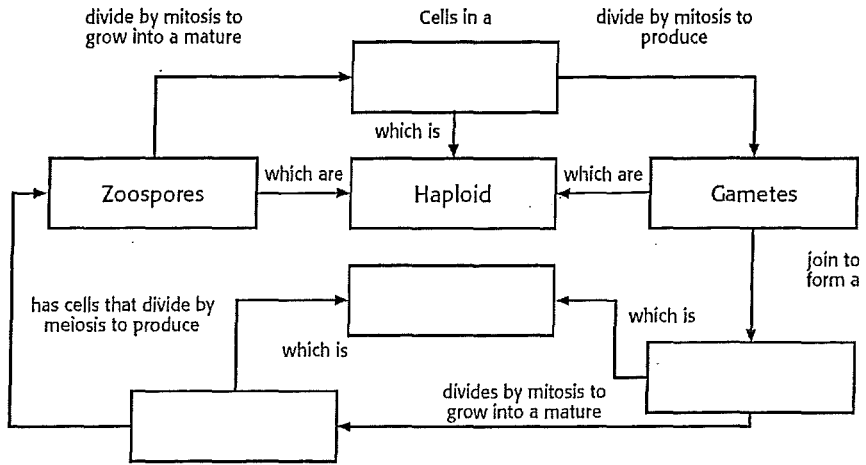 divide by mitosis to
grow into a mature
Cells in a
divide by mitosis to
produce
which is
Zoospores
which are
Haploid
which are
Gametes
join to
form a
has cells that divide by
meiosis to produce
which is
which is
divides by mitosis to
grow into a mature